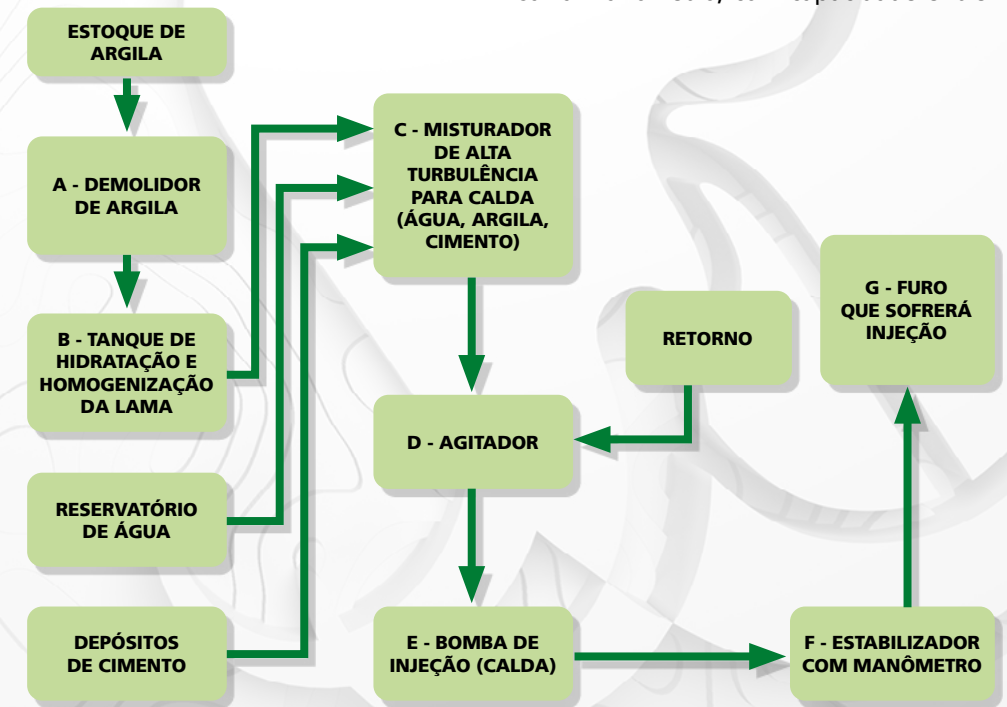 ESTOQUE DE
ARGILA
A - DEMOLIDOR
DE ARGILA
B - TANQUE DE
HIDRATAÇÃO E
HOMOGENIZAÇÃO
DA LAMA
RESERVATÓRIO
DE ÁGUA
DEPÓSITOS
DE CIMENTO
C - MISTURADOR
DE ALTA
TURBULÊNCIA
PARA CALDA
(ÁGUA, ARGILA,
CIMENTO)
D - AGITADOR
E - BOMBA DE
INJEÇÃO (CALDA)
RETORNO
F - ESTABILIZADOR
COM MANÔMETRO
G - FURO
QUE SOFRERÁ
INJEÇÃO